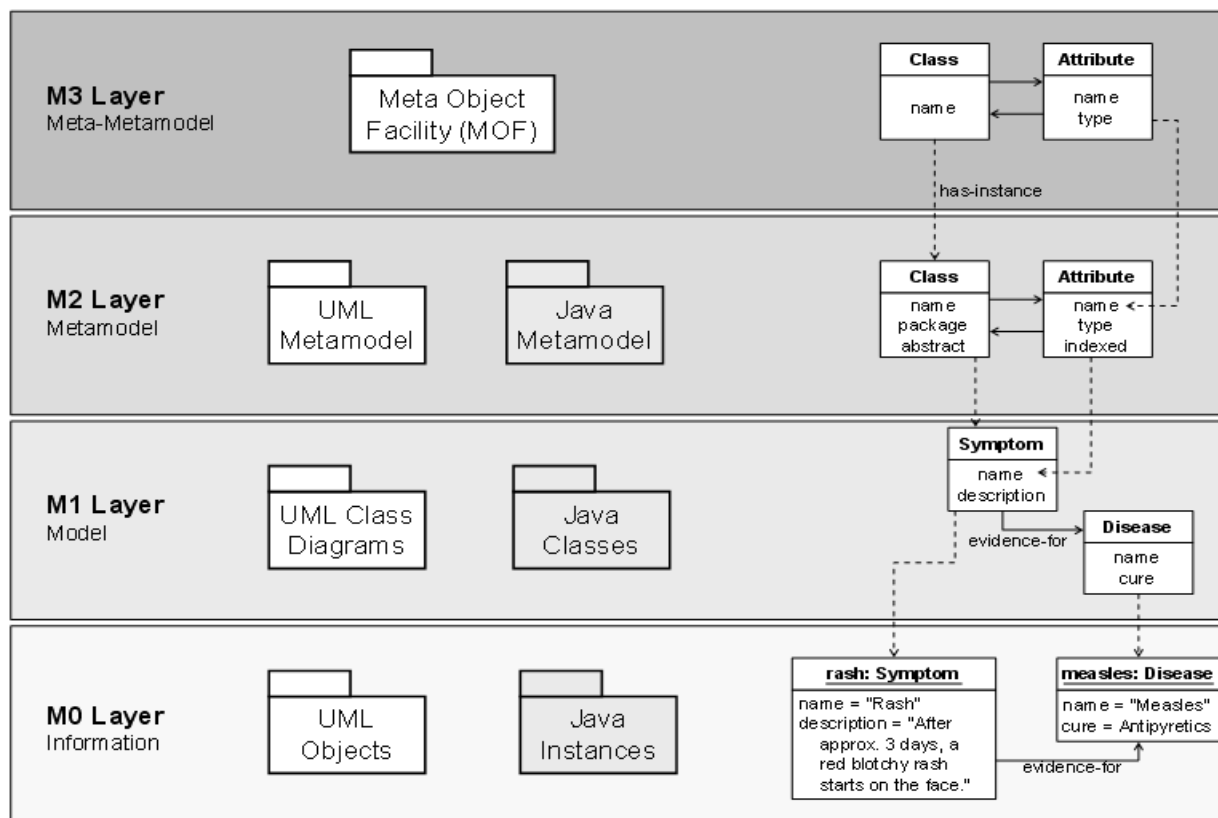 M3 Layer
Meta-Metamodel
Meta Object
Facility (MOF)
Class
name
Attribute
name
type
has-instance
M2 Layer
Metamodel
UML
Metamodel
Java
Metamodel
Class
name
package
abstract
Attribute
name
type
indexed
M1 Layer
Model
UML Class
Diagrams
Java
Classes
Symptom
name
description
evidence-for
Disease
name
cure
M0 Layer
Information
UML
Objects
Java
Instances
rash: Symptom
name = "Rash"
description = "After
approx. 3 days, a
red blotchy rash
starts on the face."
evidence-for
measles: Disease
name = "Measles"
cure = Antipyretics